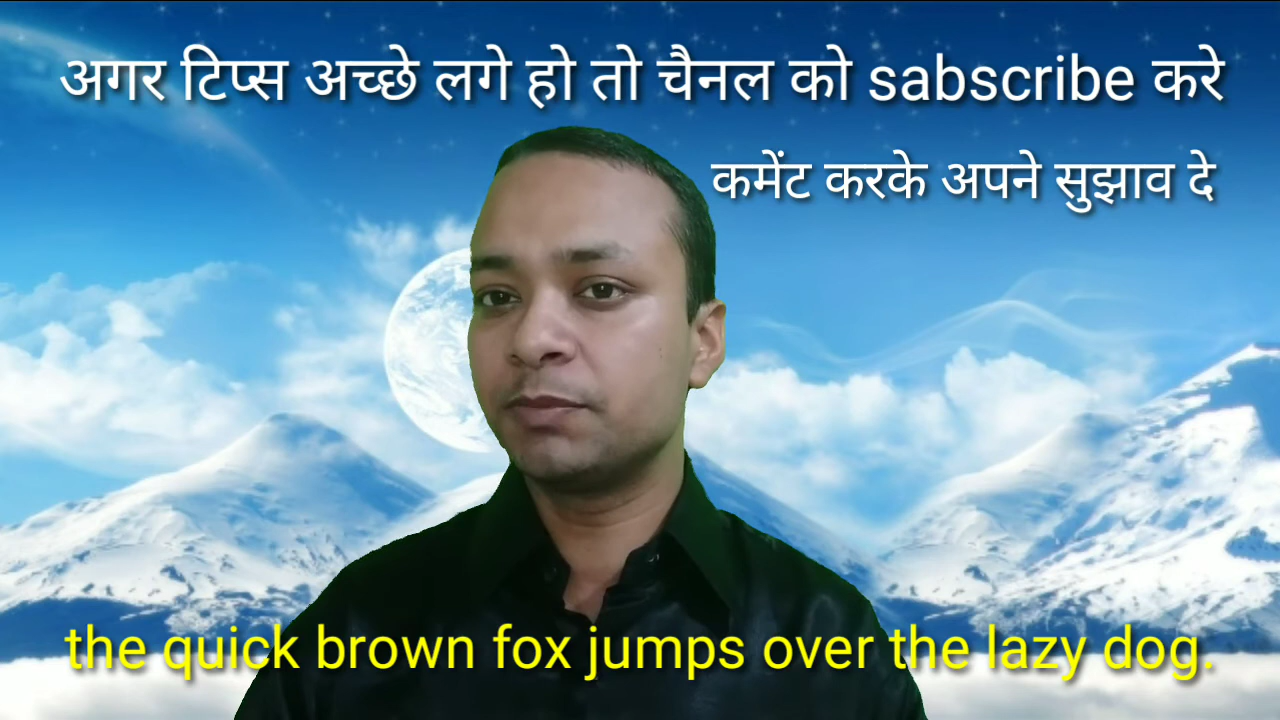 अगर टिप्स अच्छे लगे हो तो चैनल को sabscribe करे
कमेंट करके अपने सुझाव दे
the quick brown fox jumps over the lazy dog.